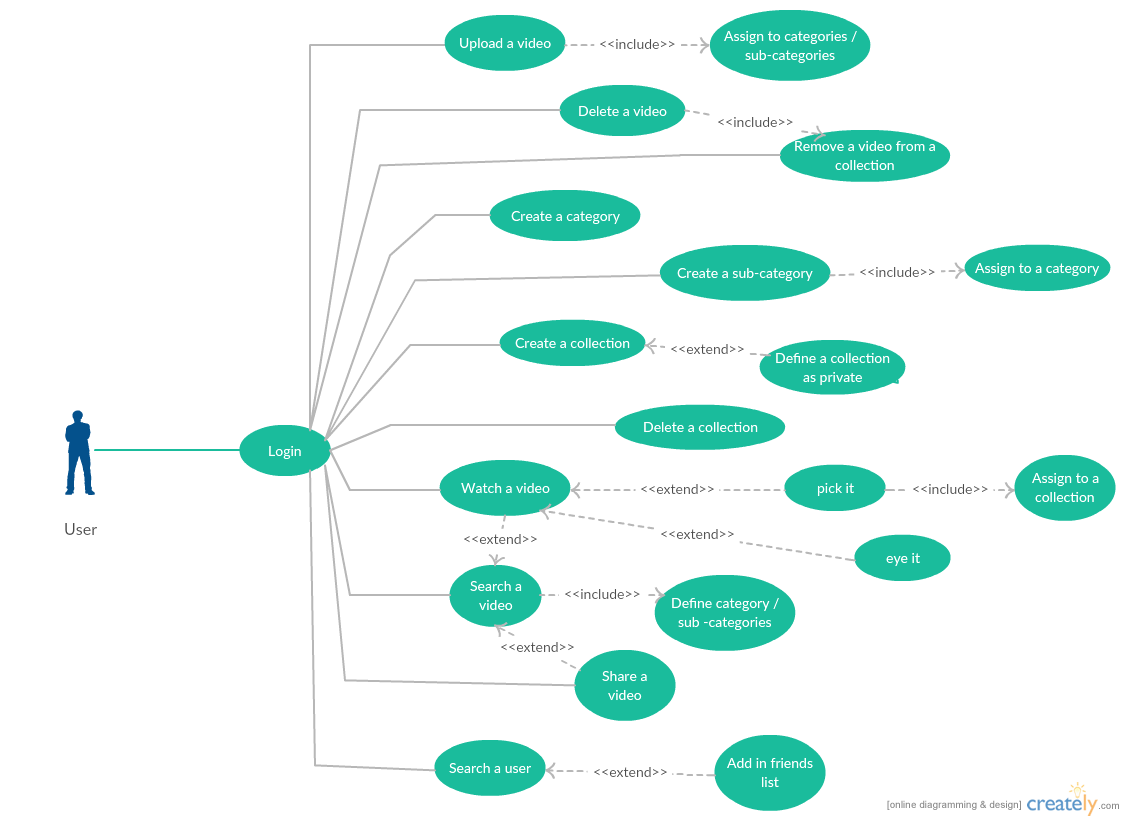 Upload a video
<<include>>
Assign to categories /
sub-categories
Delete a video
<<include>>
Remove a video from a
collection
Create a category
Create a sub-category
<<include>>
Assign to a category
Create a collection
<<extend>>
Define a collection
as private
Delete a collection
Login
User
Watch a video
<<extend>>
pick it
<<include>>
Assign to a
collection
<<extend>>
<<extend>>
eye it
Search a
video
<<include>>
Define category /
sub -categories
<<extend>>
Share a
video
Search a user
<<extend>>
Add in friends
list
[online diagramming & design] creately.com